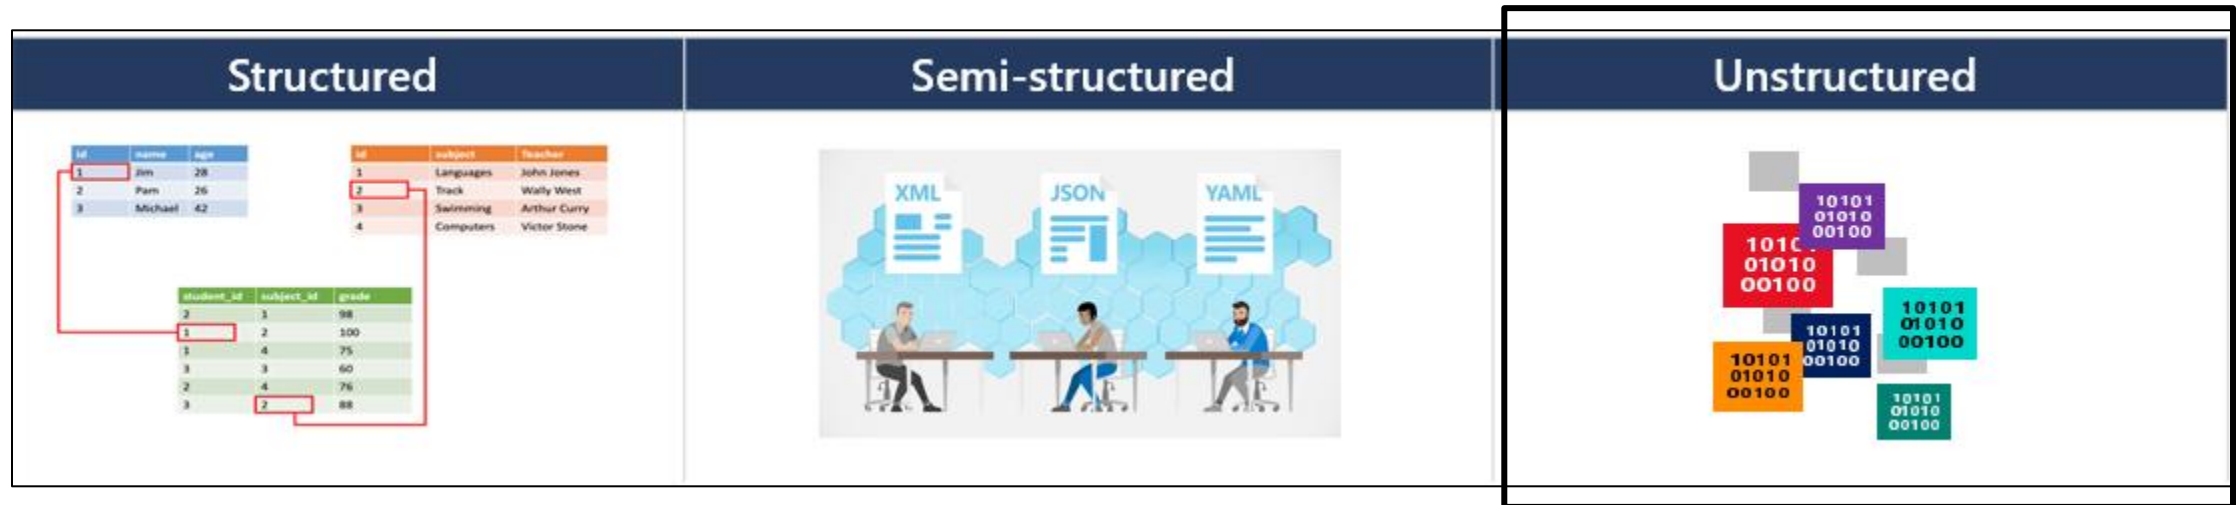 Structured
Semi-structured
Unstructured
id name age
1 Jim 28
2 Pam 26
3 Michael 42
id subject Teacher
1 Languages John Jones
2 Track Wally West
3 Swimming Arthur Curry
4 Computers Victor Stone
student_id subject_id grade
2 1 98
1 2 100
1 4 75
3 3 60
2 4 76
3 2 88
XML
JSON
YAML
10101
01010
00100
1010
01010
00100
10101
01010
00100
10101
01010
00100
10101
01010
00100
10101
01010
00100